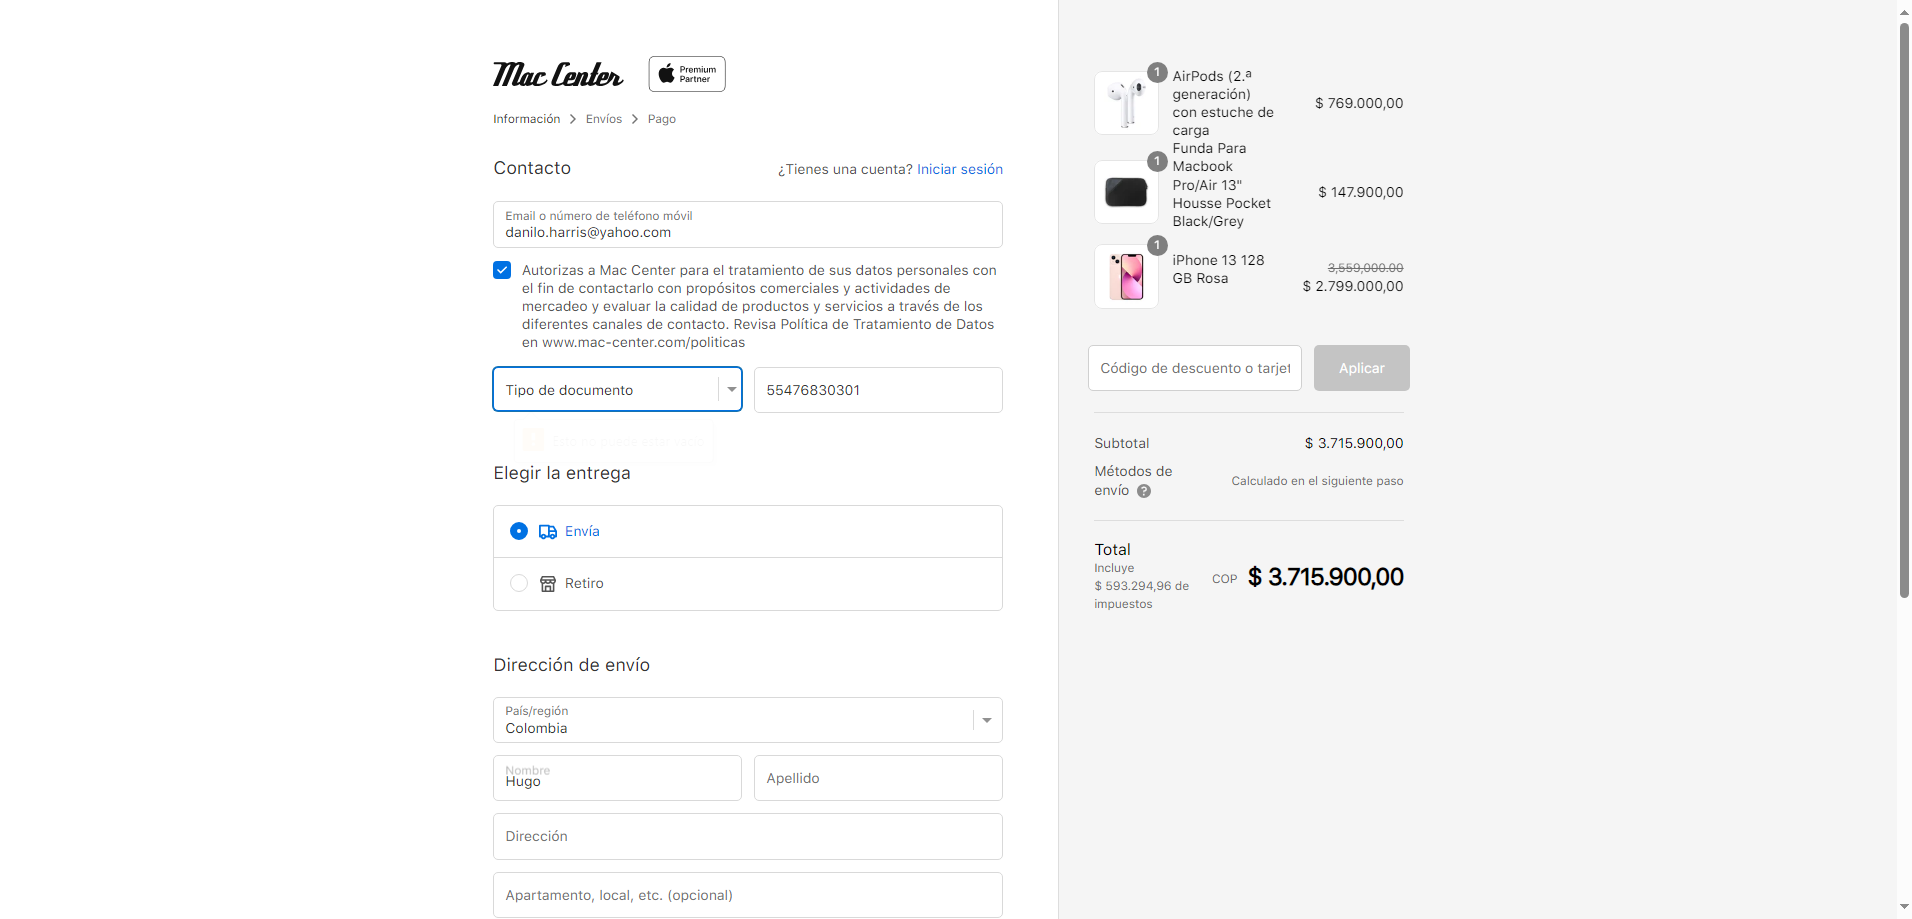 Mac Center
Premium
Partner
Información
Envíos
Pago
Contacto
¿Tienes una cuenta? Iniciar sesión
Email o número de teléfono móvil
danilo.harris@yahoo.com
Autorizas a Mac Center para el tratamiento de sus datos personales con
el fin de contactarlo con propósitos comerciales y actividades de
mercadeo y evaluar la calidad de productos y servicios a través de los
diferentes canales de contacto. Revisa Política de Tratamiento de Datos
en www.mac-center.com/politicas
Tipo de documento
55476830301
Elegir la entrega
Envía
Retiro
Dirección de envío
País/región
Colombia
Nombre
Hugo
Apellido
Dirección
Apartamento, local, etc. (opcional)
1
AirPods (2.ª
generación)
con estuche de
carga
$ 769.000,00
1
Funda Para
Macbook
Pro/Air 13"
Housse Pocket
Black/Grey
$ 147.900,00
1
iPhone 13 128
GB Rosa
3,559,000.00
$ 2.799.000,00
Código de descuento o tarjet
Aplicar
Subtotal
$ 3.715.900,00
Métodos de
envío
Calculado en el siguiente paso
Total
Incluye
$ 593.294,96 de
impuestos
COP
$ 3.715.900,00